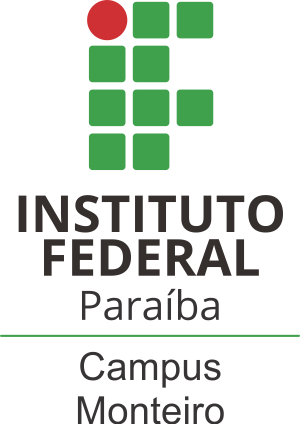 INSTITUTO
FEDERAL
Paraíba
Campus
Monteiro